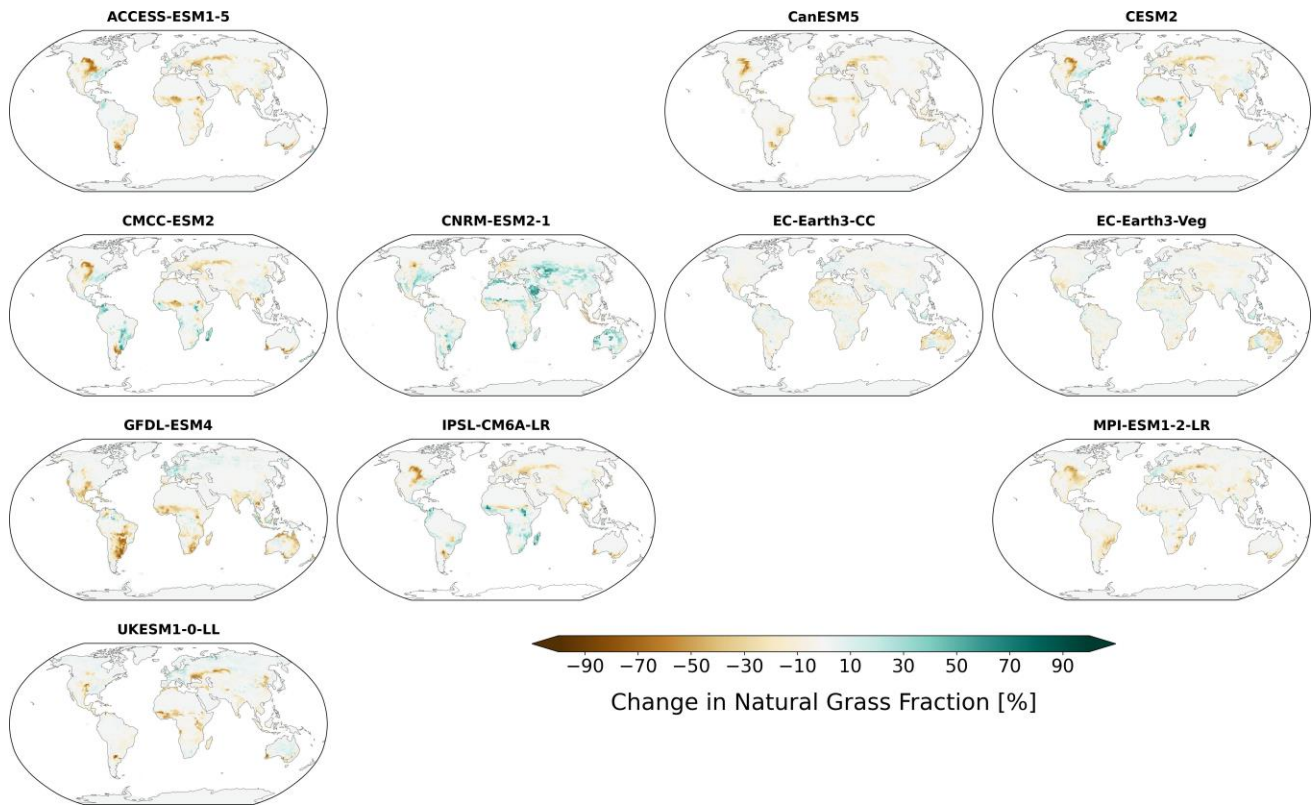 ACCESS-ESM1-5
CanESM5
CESM2
CMCC-ESM2
CNRM-ESM2-1
EC-Earth3-CC
EC-Earth3-Veg
GFDL-ESM4
IPSL-CM6A-LR
MPI-ESM1-2-LR
UKESM1-0-LL
−90 −70 −50 −30 −10 10 30 50 70 90
Change in Natural Grass Fraction [%]